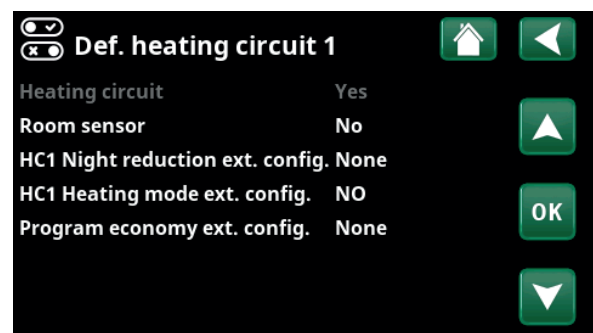 Def. heating circuit 1
Heating circuit Yes
Room sensor No
HC1 Night reduction ext. config. None
HC1 Heating mode ext. config. NO
Program economy ext. config. None
OK